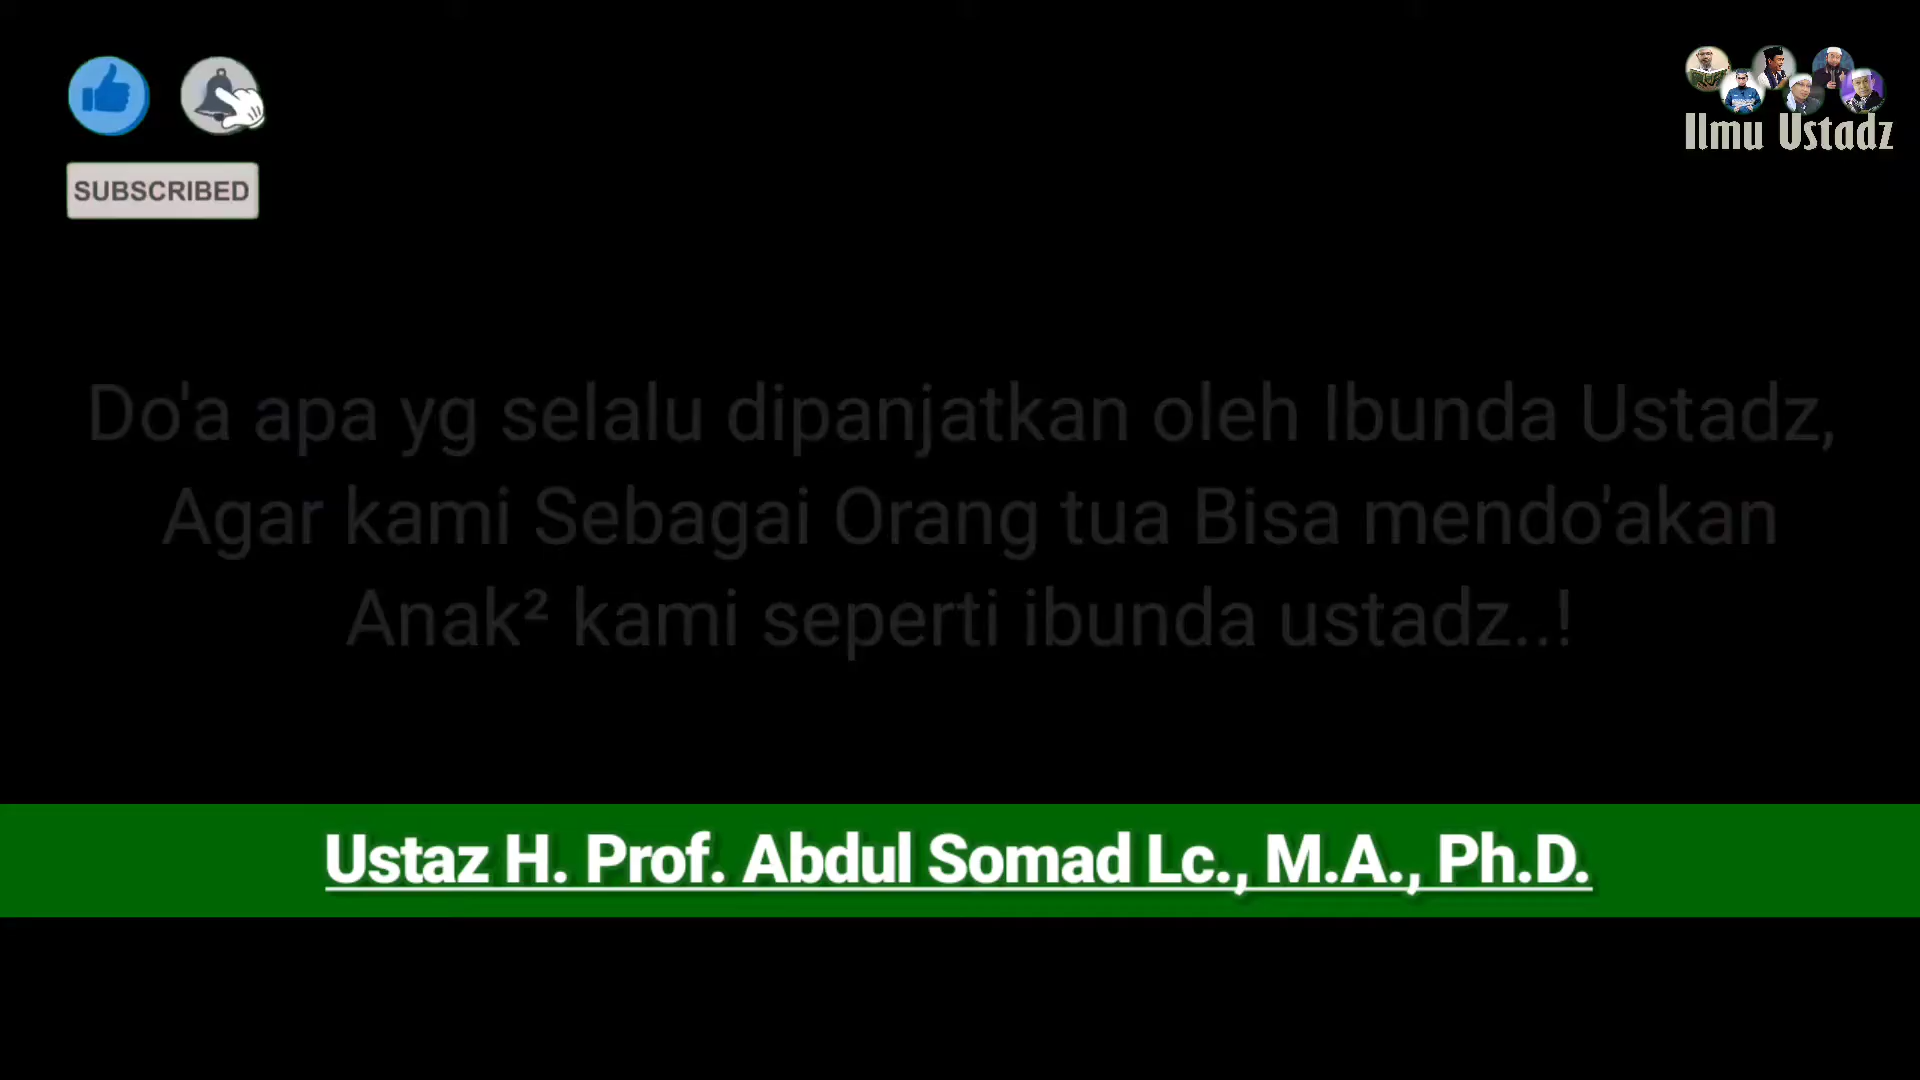 Ilmu Ustadz
SUBSCRIBED
Do'a apa yg selalu dipanjatkan oleh Ibunda Ustadz,
Agar kami Sebagai Orang tua Bisa mendo'akan
Anak² kami seperti ibunda ustadz..!
Ustaz H. Prof. Abdul Somad Lc., M.A., Ph.D.